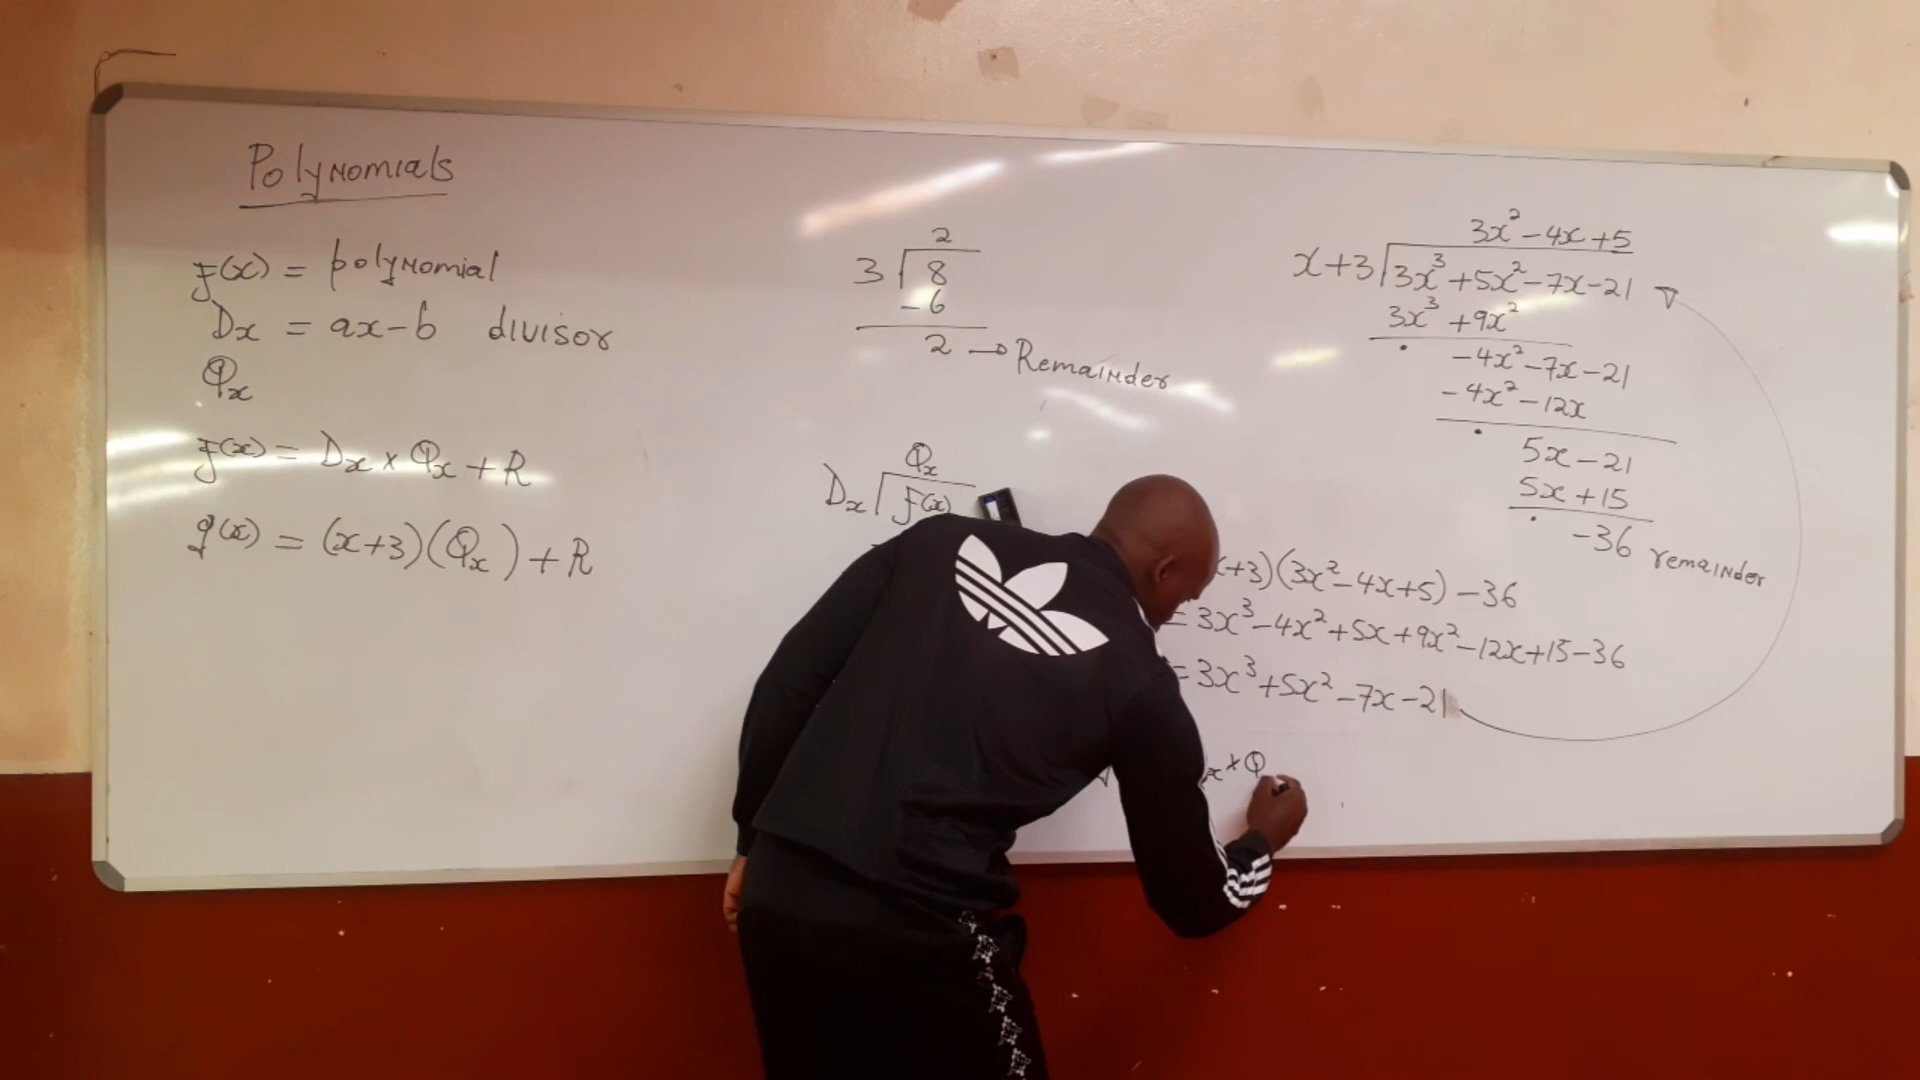 Polynomials
f(x) = polynomial
Dx = ax-b divisor
Qx
f(x) = Dx x Qx + R
g(x) = (x+3)(Qx) + R
2
3 8
-6
2 → Remainder
Qx
Dx f(x)
3x² - 4x + 5
x+3 3x³ + 5x² - 7x - 21
3x³ + 9x²
-4x² - 7x - 21
-4x² - 12x
5x - 21
5x + 15
-36 remainder
x+3)(3x² - 4x + 5) - 36
= 3x³ - 4x² + 5x + 9x² - 12x + 15 - 36
= 3x³ + 5x² - 7x - 21
x x Q